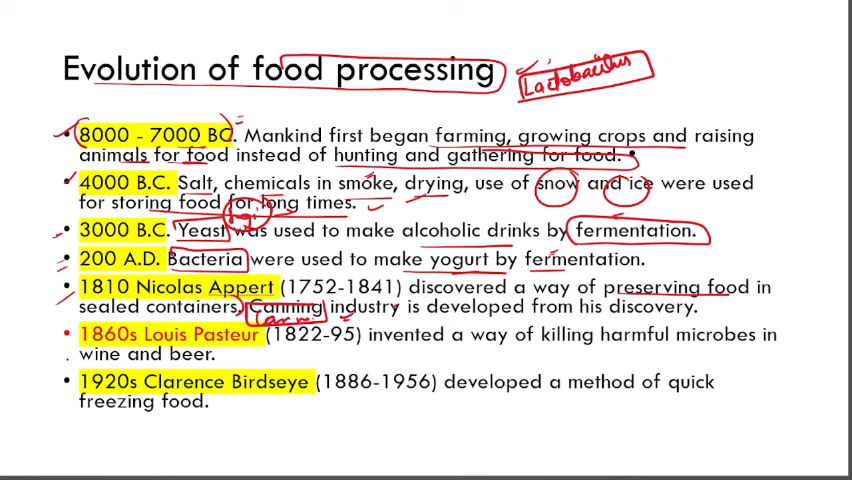 Evolution of food processing
Lactobacillus
• 8000 - 7000 BC. Mankind first began farming, growing crops and raising
animals for food instead of hunting and gathering for food.
• 4000 B.C. Salt, chemicals in smoke, drying, use of snow and ice were used
for storing food for long times.
• 3000 B.C. Yeast was used to make alcoholic drinks by fermentation.
• 200 A.D. Bacteria were used to make yogurt by fermentation.
• 1810 Nicolas Appert (1752-1841) discovered a way of preserving food in
sealed containers. Canning industry is developed from his discovery.
• 1860s Louis Pasteur (1822-95) invented a way of killing harmful microbes in
wine and beer.
• 1920s Clarence Birdseye (1886-1956) developed a method of quick
freezing food.